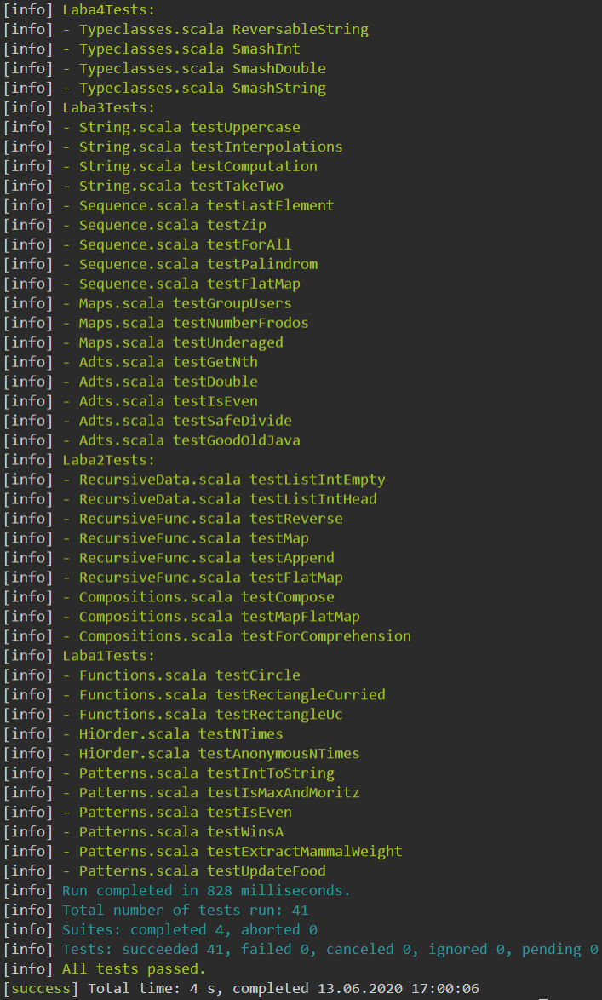 [info] Laba4Tests:
[info] - Typeclasses.scala ReversableString
[info] - Typeclasses.scala SmashInt
[info] - Typeclasses.scala SmashDouble
[info] - Typeclasses.scala SmashString
[info] Laba3Tests:
[info] - String.scala testUppercase
[info] - String.scala testInterpolations
[info] - String.scala testComputation
[info] - String.scala testTakeTwo
[info] - Sequence.scala testLastElement
[info] - Sequence.scala testZip
[info] - Sequence.scala testForAll
[info] - Sequence.scala testPalindrom
[info] - Sequence.scala testFlatMap
[info] - Maps.scala testGroupUsers
[info] - Maps.scala testNumberFrodos
[info] - Maps.scala testUnderaged
[info] - Adts.scala testGetNth
[info] - Adts.scala testDouble
[info] - Adts.scala testIsEven
[info] - Adts.scala testSafeDivide
[info] - Adts.scala testGoodOldJava
[info] Laba2Tests:
[info] - RecursiveData.scala testListIntEmpty
[info] - RecursiveData.scala testListIntHead
[info] - RecursiveFunc.scala testReverse
[info] - RecursiveFunc.scala testMap
[info] - RecursiveFunc.scala testAppend
[info] - RecursiveFunc.scala testFlatMap
[info] - Compositions.scala testCompose
[info] - Compositions.scala testMapFlatMap
[info] - Compositions.scala testForComprehension
[info] Laba1Tests:
[info] - Functions.scala testCircle
[info] - Functions.scala testRectangleCurried
[info] - Functions.scala testRectangleUc
[info] - HiOrder.scala testNTimes
[info] - HiOrder.scala testAnonymousNTimes
[info] - Patterns.scala testIntToString
[info] - Patterns.scala testIsMaxAndMoritz
[info] - Patterns.scala testIsEven
[info] - Patterns.scala testWinsA
[info] - Patterns.scala testExtractMammalWeight
[info] - Patterns.scala testUpdateFood
[info] Run completed in 828 milliseconds.
[info] Total number of tests run: 41
[info] Suites: completed 4, aborted 0
[info] Tests: succeeded 41, failed 0, canceled 0, ignored 0, pending 0
[info] All tests passed.
[success] Total time: 4 s, completed 13.06.2020 17:00:06